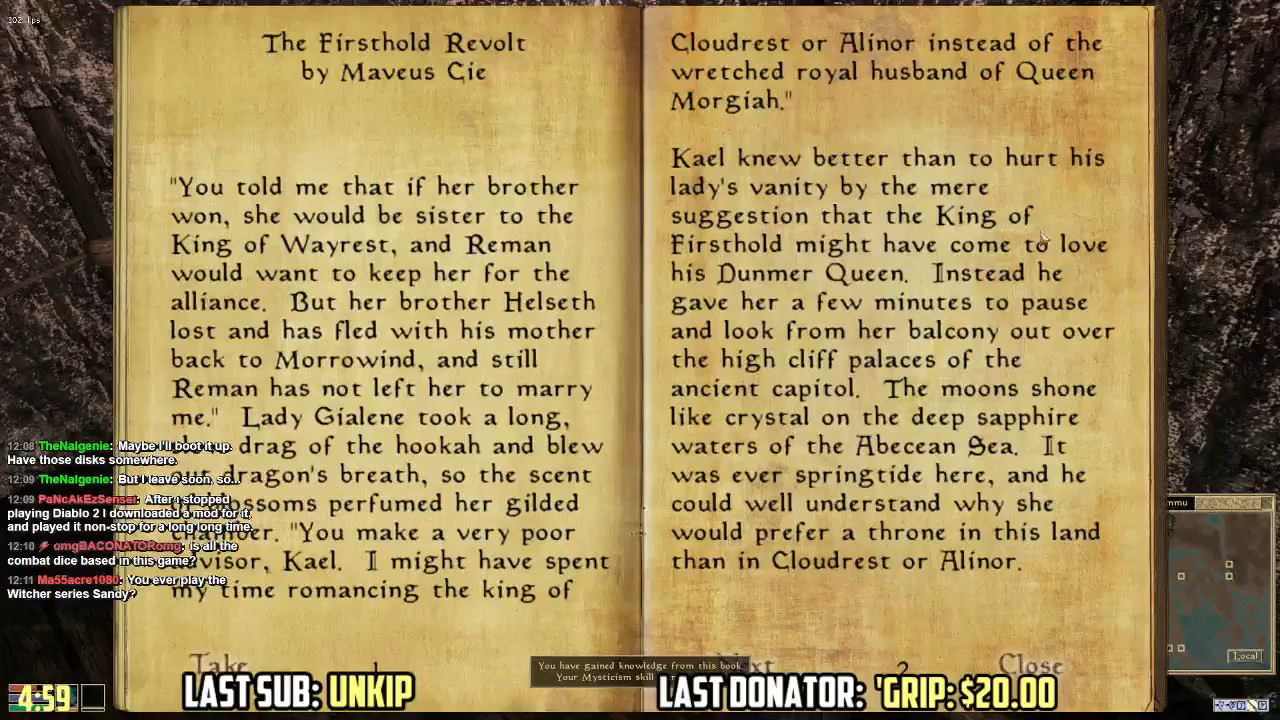 302 fps
The Firsthold Revolt
by Maveus Cie
"You told me that if her brother
won, she would be sister to the
King of Wayrest, and Reman
would want to keep her for the
alliance. But her brother Helseth
lost and has fled with his mother
back to Morrowind, and still
Reman has not left her to marry
me." Lady Gialene took a long,
drag of the hookah and blew
out dragon's breath, so the scent
ossoms perfumed her gilded
chamber. "You make a very poor
visor, Kael. I might have spent
my time romancing the king of
Take
1
Cloudrest or Alinor instead of the
wretched royal husband of Queen
Morgiah."
Kael knew better than to hurt his
lady's vanity by the mere
suggestion that the King of
Firsthold might have come to love
his Dunmer Queen. Instead he
gave her a few minutes to pause
and look from her balcony out over
the high cliff palaces of the
ancient capitol. The moons shone
like crystal on the deep sapphire
waters of the Abecean Sea. It
was ever springtide here, and he
could well understand why she
would prefer a throne in this land
than in Cloudrest or Alinor.
2
Close
12:08 TheNalgenie: Maybe I'll boot it up.
Have those disks somewhere.
12:09 TheNalgenie: But I leave soon, so...
12:09 PaNcAkEzSensei: After i stopped
playing Diablo 2 I downloaded a mod for it,
and played it non-stop for a long long time.
12:10 omgBACONATORomg: is all the
combat dice based in this game?
12:11 Ma55acre1080: You ever play the
Witcher series Sandy?
You have gained knowledge from this book.
Your Mysticism skill
4:59
LAST SUB: UNKIP
LAST DONATOR: 'GRIP: $20.00
Local